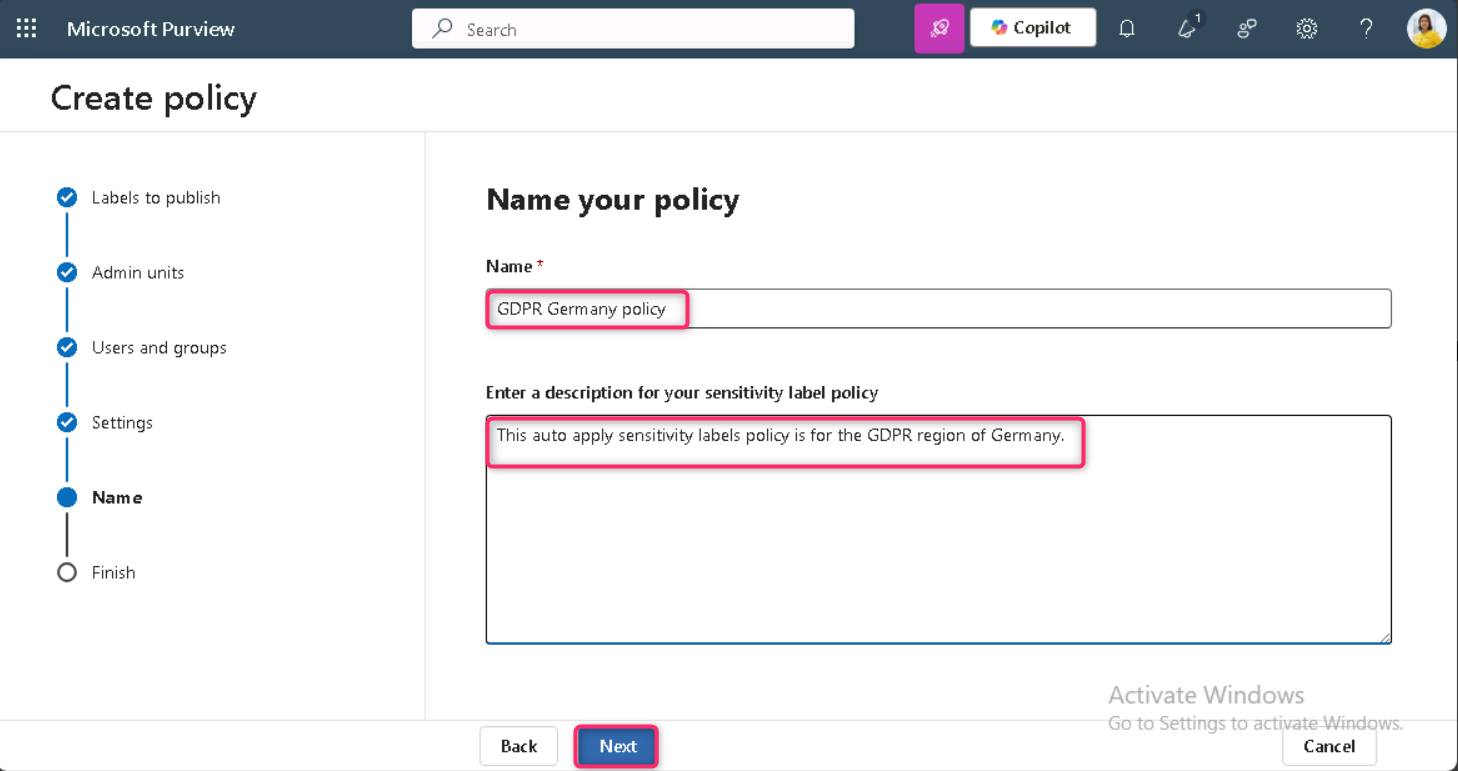 Microsoft Purview
Search
Copilot
1
?
Create policy
Labels to publish
Admin units
Users and groups
Settings
Name
Finish
Name your policy
Name *
GDPR Germany policy
Enter a description for your sensitivity label policy
This auto apply sensitivity labels policy is for the GDPR region of Germany.
Activate Windows
Go to Settings to activate Windows.
Back
Next
Cancel